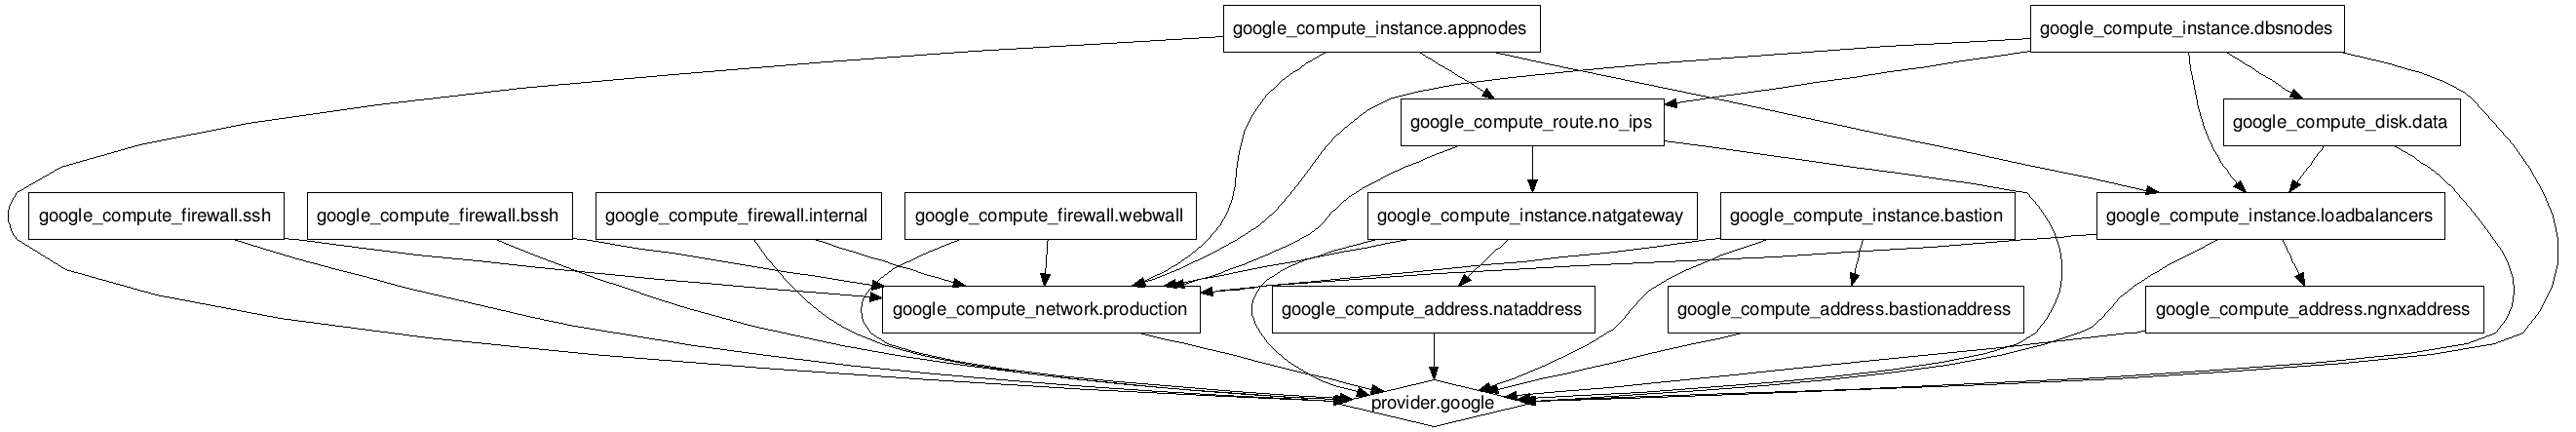 google_compute_instance.appnodes
google_compute_instance.dbsnodes
google_compute_route.no_ips
google_compute_disk.data
google_compute_firewall.ssh
google_compute_firewall.bssh
google_compute_firewall.internal
google_compute_firewall.webwall
google_compute_instance.natgateway
google_compute_instance.bastion
google_compute_instance.loadbalancers
google_compute_network.production
google_compute_address.nataddress
google_compute_address.bastionaddress
google_compute_address.ngnxaddress
provider.google